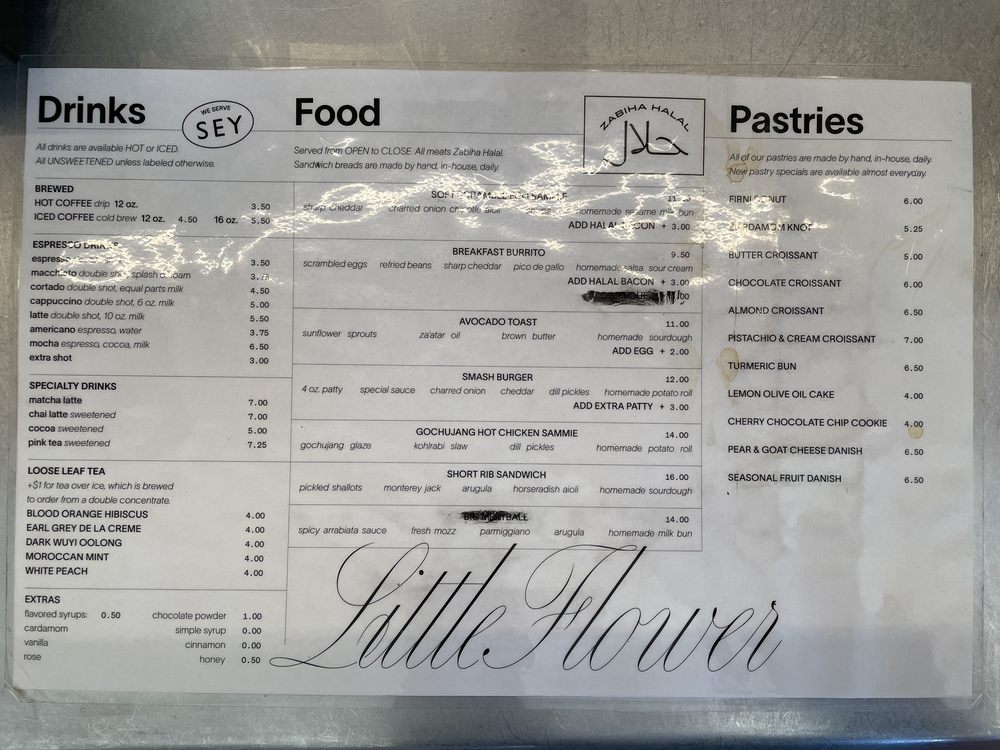 Drinks
WE SERVE
SEY
All drinks are available HOT or ICED.
All UNSWEETENED unless labeled otherwise.
BREWED
HOT COFFEE drip 12 oz. 3.50
ICED COFFEE cold brew 12 oz. 4.50 16 oz. 5.50
ESPRESSO DRINKS
3.50
macchiato double shot, splash of foam 3.75
cortado double shot, equal parts milk 4.50
cappuccino double shot, 6 oz. milk 5.00
latte double shot, 10 oz. milk 5.50
americano espresso, water 3.75
mocha espresso, cocoa, milk 6.50
extra shot 3.00
SPECIALTY DRINKS
matcha latte 7.00
chai latte sweetened 7.00
cocoa sweetened 5.00
pink tea sweetened 7.25
LOOSE LEAF TEA
+$1 for tea over ice, which is brewed
to order from a double concentrate.
BLOOD ORANGE HIBISCUS 4.00
EARL GREY DE LA CREME 4.00
DARK WUYI OOLONG 4.00
MOROCCAN MINT 4.00
WHITE PEACH 4.00
EXTRAS
flavored syrups: 0.50 chocolate powder 1.00
cardamom simple syrup 0.00
vanilla cinnamon 0.00
rose honey 0.50
Food
ZABIHA HALAL
حلال
Served from OPEN to CLOSE. All meats Zabiha Halal.
Sandwich breads are made by hand, in-house, daily.
SOFT SCRAMBLE EGG SAMMIE
sharp cheddar charred onion chipotle aioli homemade sesame milk bun
ADD HALAL BACON + 3.00
BREAKFAST BURRITO 9.50
scrambled eggs refried beans sharp cheddar pico de gallo homemade salsa sour cream
ADD HALAL BACON + 3.00
AVOCADO TOAST 11.00
sunflower sprouts za'atar oil brown butter homemade sourdough
ADD EGG + 2.00
SMASH BURGER 12.00
4 oz. patty special sauce charred onion cheddar dill pickles homemade potato roll
ADD EXTRA PATTY + 3.00
GOCHUJANG HOT CHICKEN SAMMIE 14.00
gochujang glaze kohlrabi slaw dill pickles homemade potato roll
SHORT RIB SANDWICH 16.00
pickled shallots monterey jack arugula horseradish aioli homemade sourdough
BIG MEATBALL 14.00
spicy arrabiata sauce fresh mozz parmiggiano arugula homemade milk bun
Little Flower
Pastries
All of our pastries are made by hand, in-house, daily.
New pastry specials are available almost everyday.
FIRNI DONUT 6.00
CARDAMOM KNOT 5.25
BUTTER CROISSANT 5.00
CHOCOLATE CROISSANT 6.00
ALMOND CROISSANT 6.50
PISTACHIO & CREAM CROISSANT 7.00
TURMERIC BUN 6.50
LEMON OLIVE OIL CAKE 4.00
CHERRY CHOCOLATE CHIP COOKIE 4.00
PEAR & GOAT CHEESE DANISH 6.50
SEASONAL FRUIT DANISH 6.50